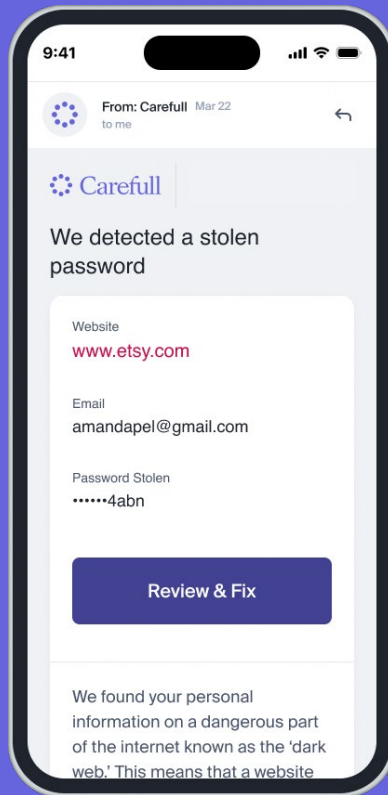 9:41
From: Carefull Mar 22
to me
Carefull
We detected a stolen
password
Website
www.etsy.com
Email
amandapel@gmail.com
Password Stolen
••••••4abn
Review & Fix
We found your personal
information on a dangerous part
of the internet known as the ‘dark
web.’ This means that a website